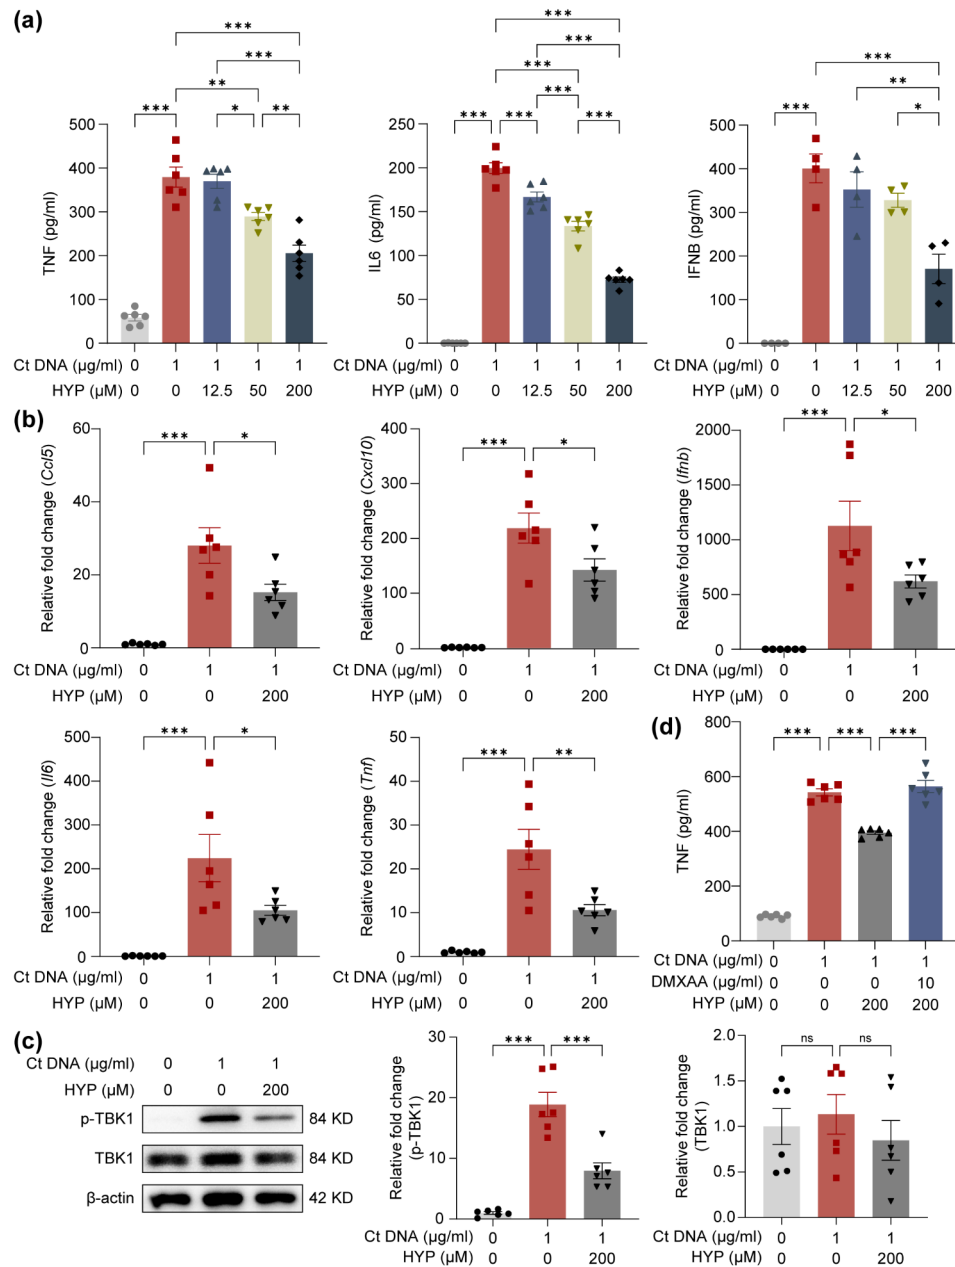 (a)
***
***
**
***
*
**
500
400
300
200
100
0
TNF (pg/ml)
Ct DNA (µg/ml) 0 1 1 1 1
HYP (µM) 0 0 12.5 50 200
***
***
***
***
***
***
***
250
200
150
100
50
0
IL6 (pg/ml)
0 1 1 1 1
0 0 12.5 50 200
***
**
***
*
500
400
300
200
100
0
IFNB (pg/ml)
0 1 1 1 1
0 0 12.5 50 200
(b)
*** *
60
40
20
0
Relative fold change (Ccl5)
Ct DNA (µg/ml) 0 1 1
HYP (µM) 0 0 200
*** *
400
300
200
100
0
Relative fold change (Cxcl10)
Ct DNA (µg/ml) 0 1 1
HYP (µM) 0 0 200
*** *
2000
1500
1000
500
0
Relative fold change (Ifnb)
Ct DNA (µg/ml) 0 1 1
HYP (µM) 0 0 200
*** *
500
400
300
200
100
0
Relative fold change (Il6)
Ct DNA (µg/ml) 0 1 1
HYP (µM) 0 0 200
*** **
50
40
30
20
10
0
Relative fold change (Tnf)
Ct DNA (µg/ml) 0 1 1
HYP (µM) 0 0 200
(d)
*** *** ***
800
600
400
200
0
TNF (pg/ml)
Ct DNA (µg/ml) 0 1 1 1
DMXAA (µg/ml) 0 0 0 10
HYP (µM) 0 0 200 200
(c)
Ct DNA (µg/ml) 0 1 1
HYP (µM) 0 0 200
p-TBK1 84 KD
TBK1 84 KD
β-actin 42 KD
*** ***
30
20
10
0
Relative fold change
(p-TBK1)
Ct DNA (µg/ml) 0 1 1
HYP (µM) 0 0 200
ns ns
2.0
1.5
1.0
0.5
0.0
Relative fold change
(TBK1)
Ct DNA (µg/ml) 0 1 1
HYP (µM) 0 0 200